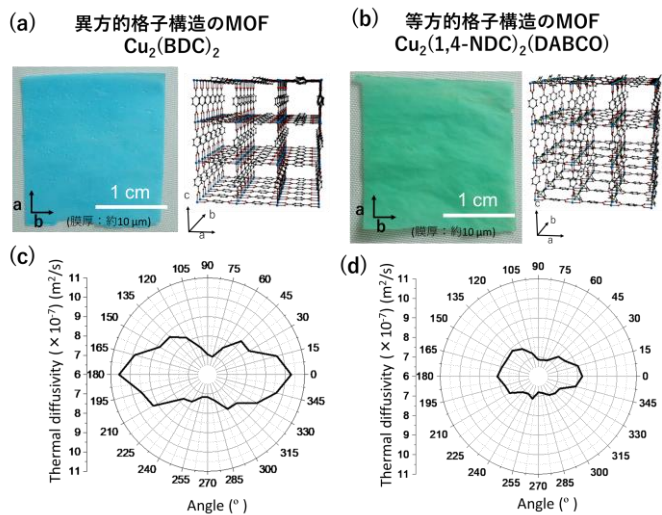 (a)
異方的格子構造のMOF
Cu₂(BDC)₂
a
b
1 cm
(膜厚：約10 μm)
c
b
a
(b)
等方的格子構造のMOF
Cu₂(1,4-NDC)₂(DABCO)
a
b
1 cm
(膜厚：約10 μm)
c
b
a
(c)
Thermal diffusivity (×10⁻⁷) (m²/s)
11
10
9
8
7
6
7
8
9
10
11
0
15
30
45
60
75
90
105
120
135
150
165
180
195
210
225
240
255
270
285
300
315
330
345
Angle (°)
(d)
Thermal diffusivity (×10⁻⁷) (m²/s)
11
10
9
8
7
6
7
8
9
10
11
0
15
30
45
60
75
90
105
120
135
150
165
180
195
210
225
240
255
270
285
300
315
330
345
Angle (°)